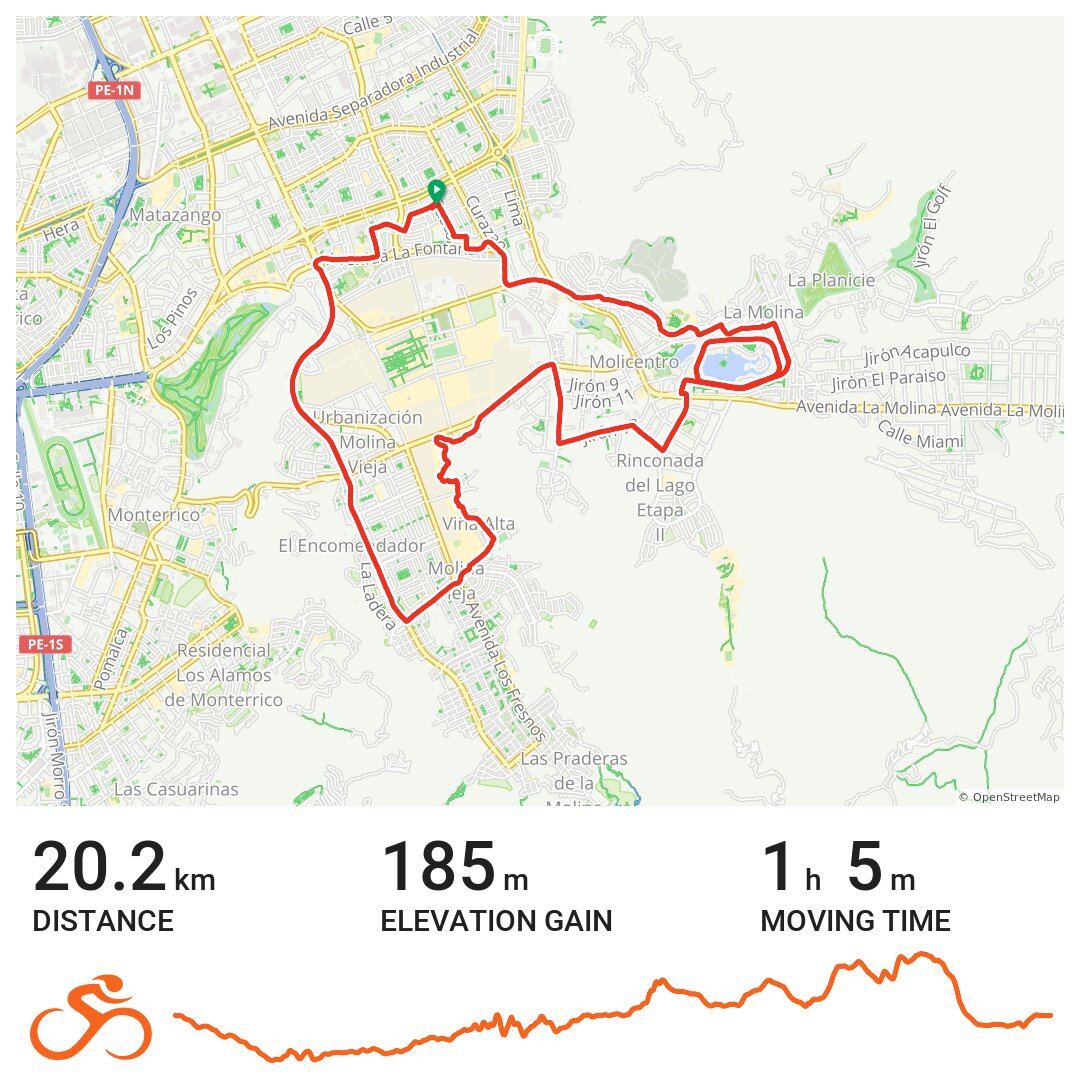 Calle 5
PE-1N
Avenida Separadora Industrial
Matazango
Hera
Curaza
Lima
Jirón El Golf
La Fontana
La Planicie
Los Pinos
La Molina
Molicentro
Jirón Acapulco
Jirón El Paraiso
Jirón 9
Jirón 11
Avenida La Molina
Avenida La Moli
Urbanización
Molina
Vieja
Calle Miami
Rinconada
del Lago
Etapa
II
Monterrico
Viña Alta
El Encomendador
Molina
Vieja
La Ladera
PE-1S
Pomalca
Avenida Los Fresnos
Residencial
Los Alamos
de Monterrico
Jirón Morro
Las Praderas
de la
Molina
Las Casuarinas
© OpenStreetMap
20.2 km
185 m
1 h 5 m
DISTANCE
ELEVATION GAIN
MOVING TIME